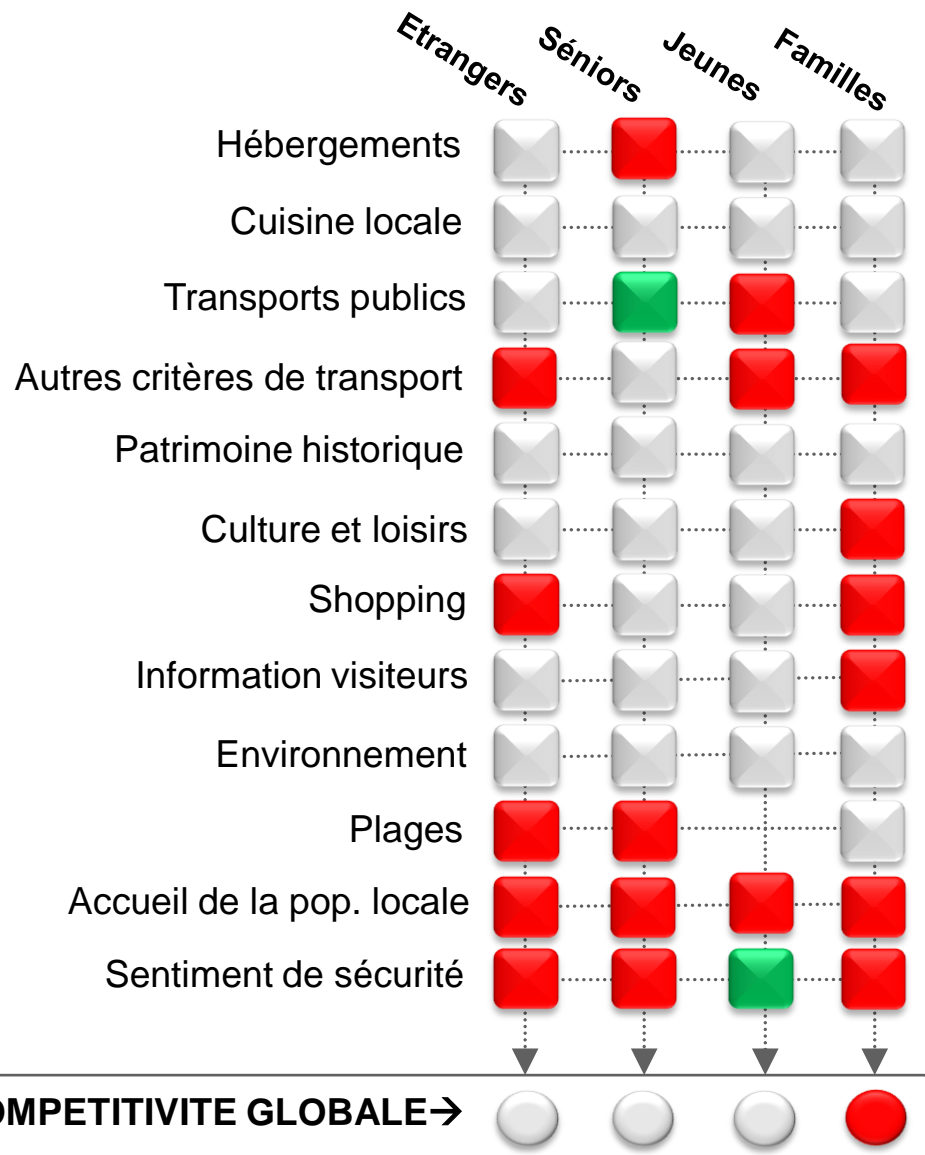 Etrangers
Séniors
Jeunes
Familles
Hébergements
Cuisine locale
Transports publics
Autres critères de transport
Patrimoine historique
Culture et loisirs
Shopping
Information visiteurs
Environnement
Plages
Accueil de la pop. locale
Sentiment de sécurité
OMPETITIVITE GLOBALE→